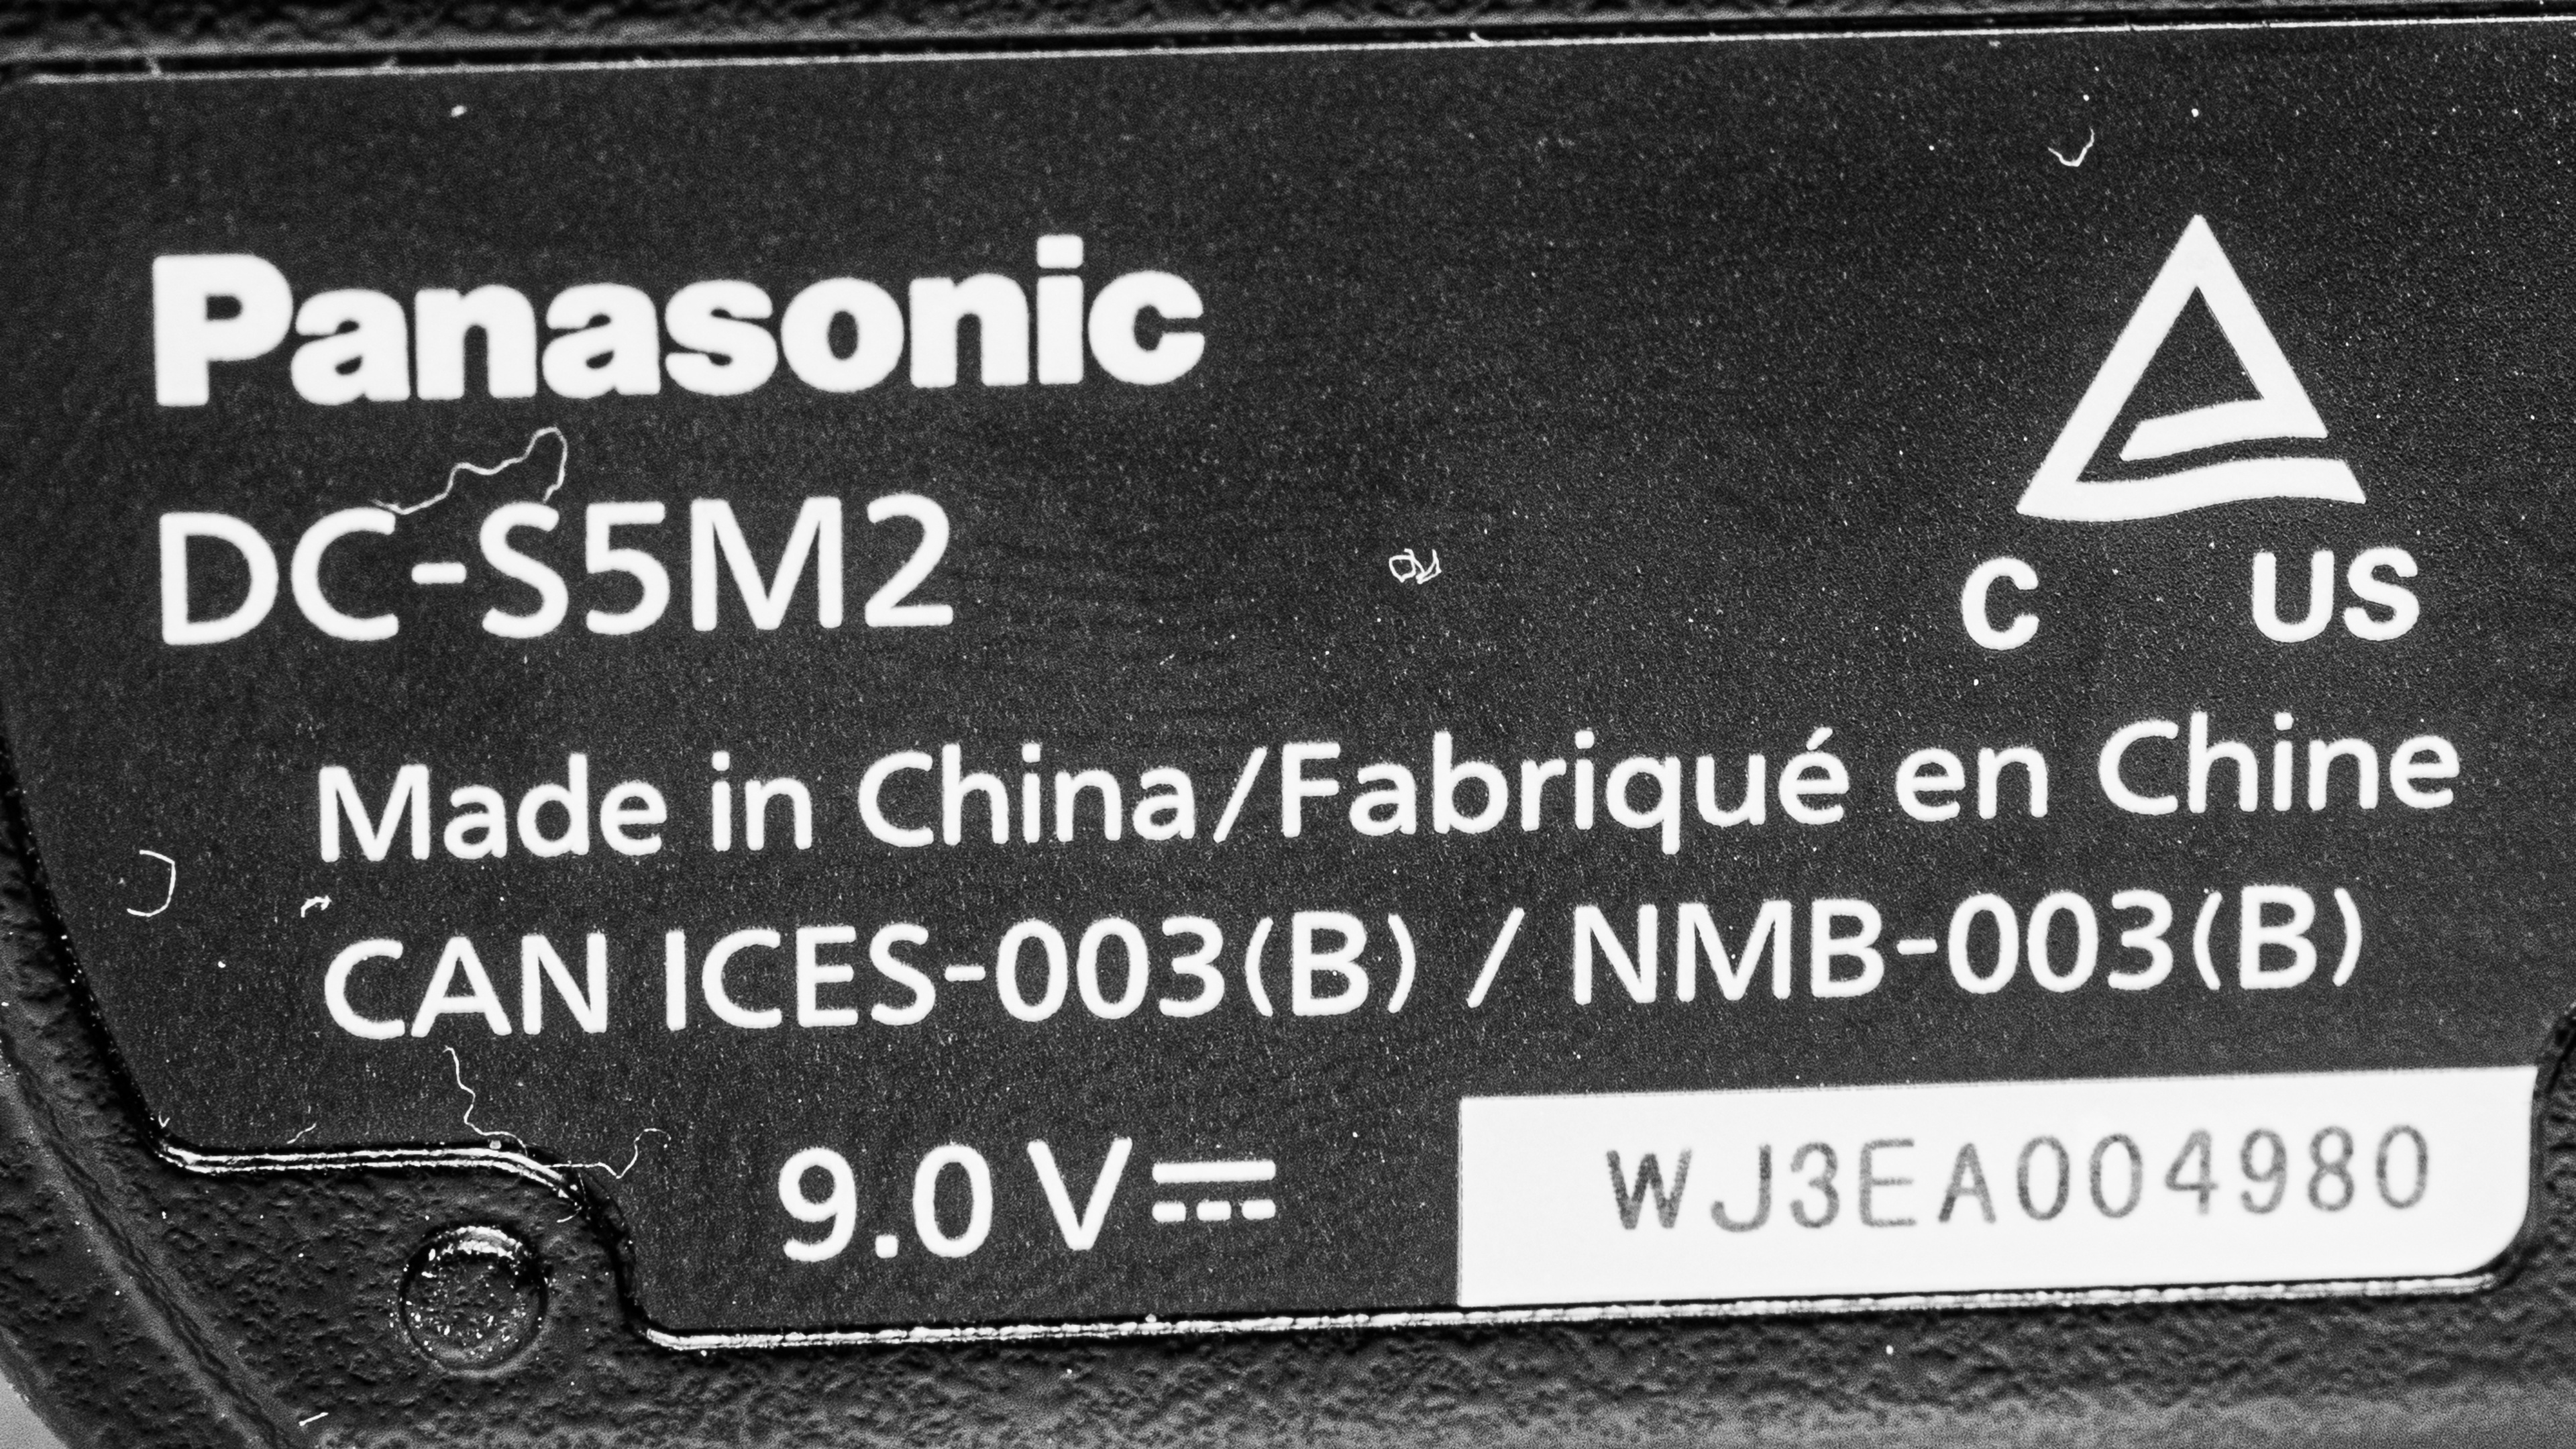 Panasonic
DC-S5M2
C US
Made in China/Fabriqué en Chine
CAN ICES-003(B) / NMB-003(B)
9.0 V⎓
WJ3EA004980